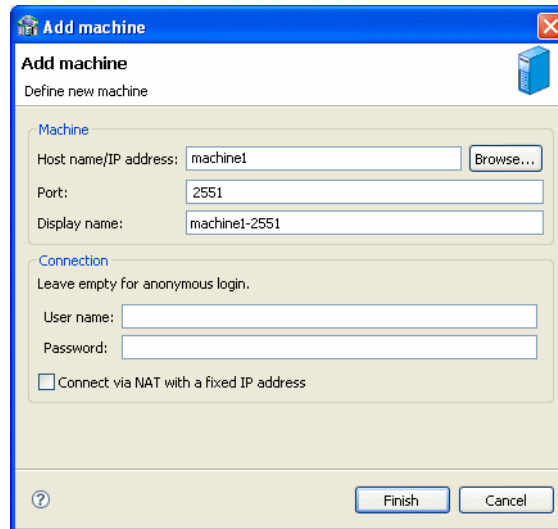 Add machine
Add machine
Define new machine
Machine
Host name/IP address: machine1 Browse...
Port: 2551
Display name: machine1-2551
Connection
Leave empty for anonymous login.
User name:
Password:
Connect via NAT with a fixed IP address
? Finish Cancel